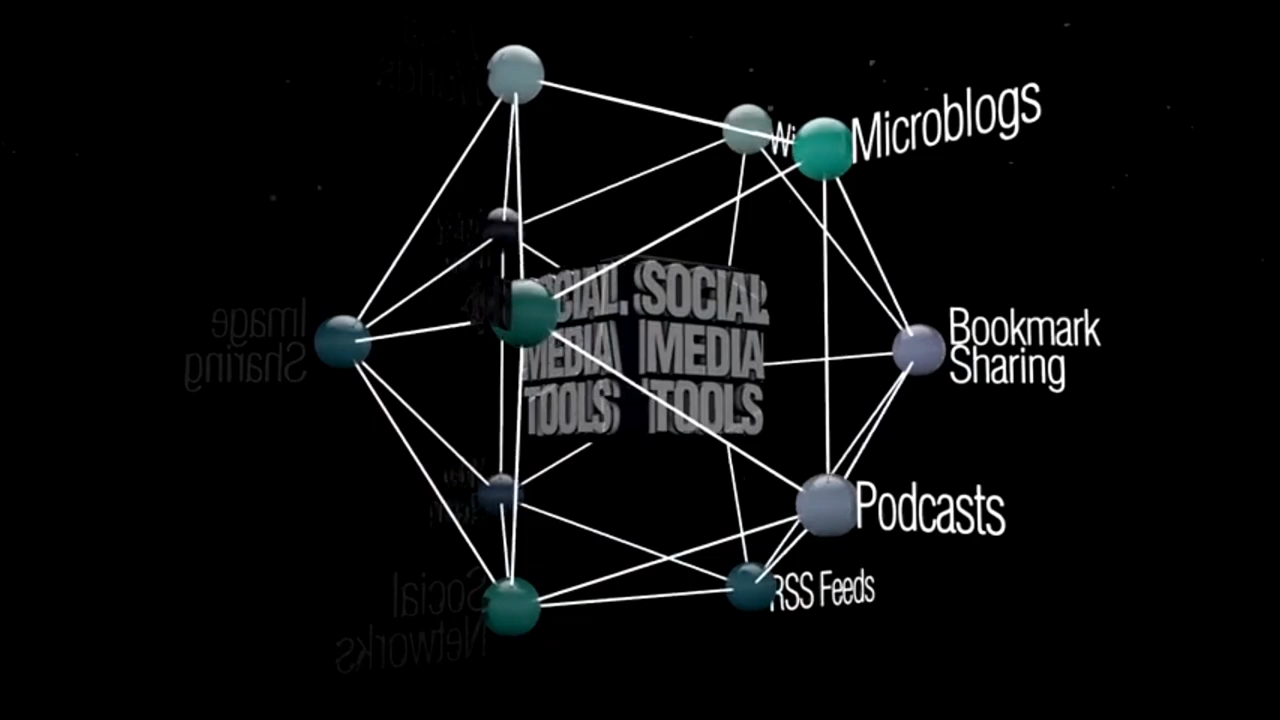 Microblogs
SOCIAL
MEDIA
TOOLS
SOCIAL
MEDIA
TOOLS
Image
Sharing
Bookmark
Sharing
Podcasts
RSS Feeds
Social
Networks